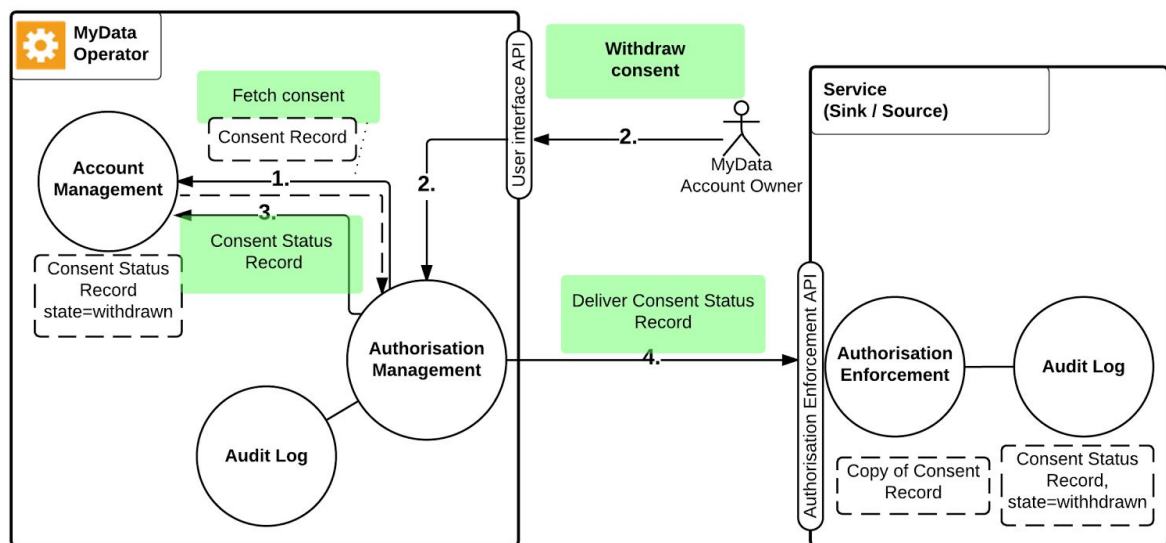 MyData
Operator
Fetch consent
Consent Record
Account
Management
1.
3.
2.
Consent Status
Record
Consent Status
Record
state=withdrawn
Authorisation
Management
Audit Log
User interface API
Withdraw
consent
2.
MyData
Account Owner
Deliver Consent Status
Record
4.
Service
(Sink / Source)
Authorisation Enforcement API
Authorisation
Enforcement
Audit Log
Copy of Consent
Record
Consent Status
Record,
state=withhdrawn